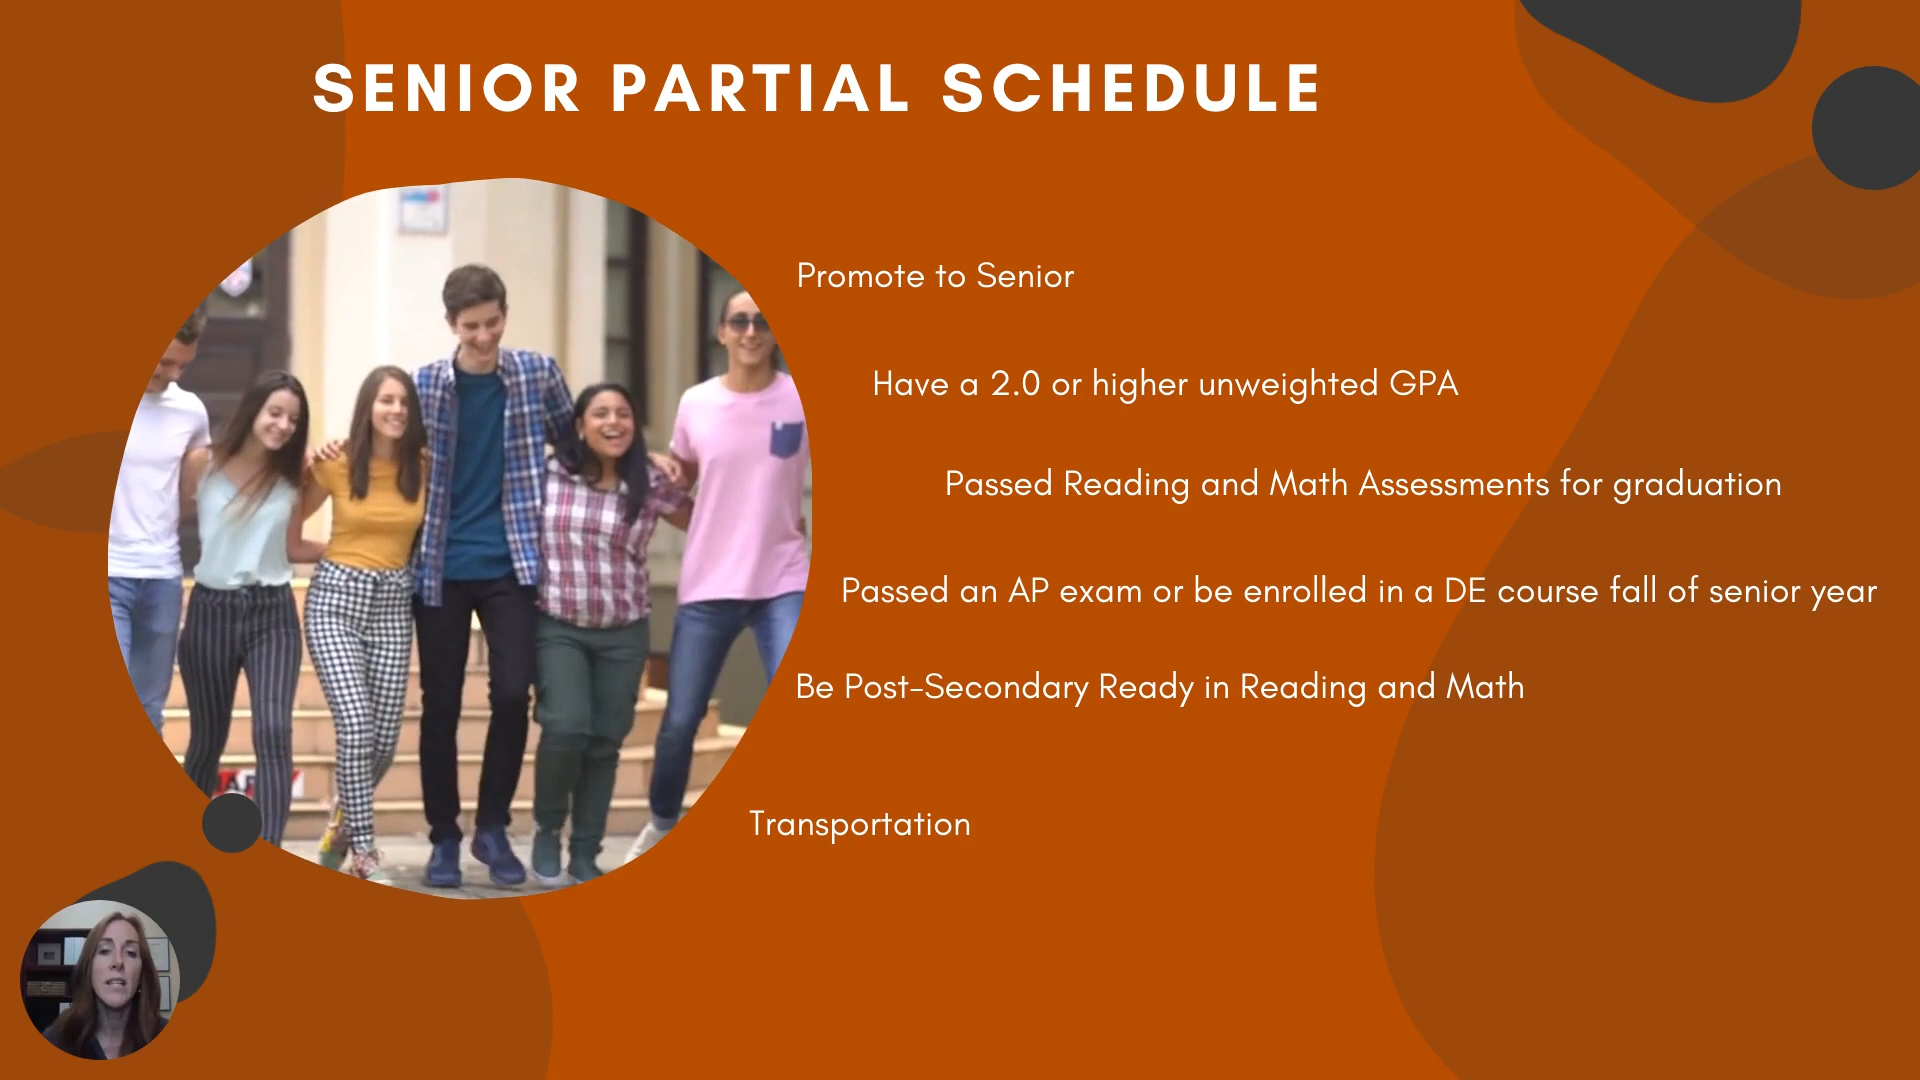 SENIOR PARTIAL SCHEDULE
Promote to Senior
Have a 2.0 or higher unweighted GPA
Passed Reading and Math Assessments for graduation
Passed an AP exam or be enrolled in a DE course fall of senior year
Be Post-Secondary Ready in Reading and Math
Transportation